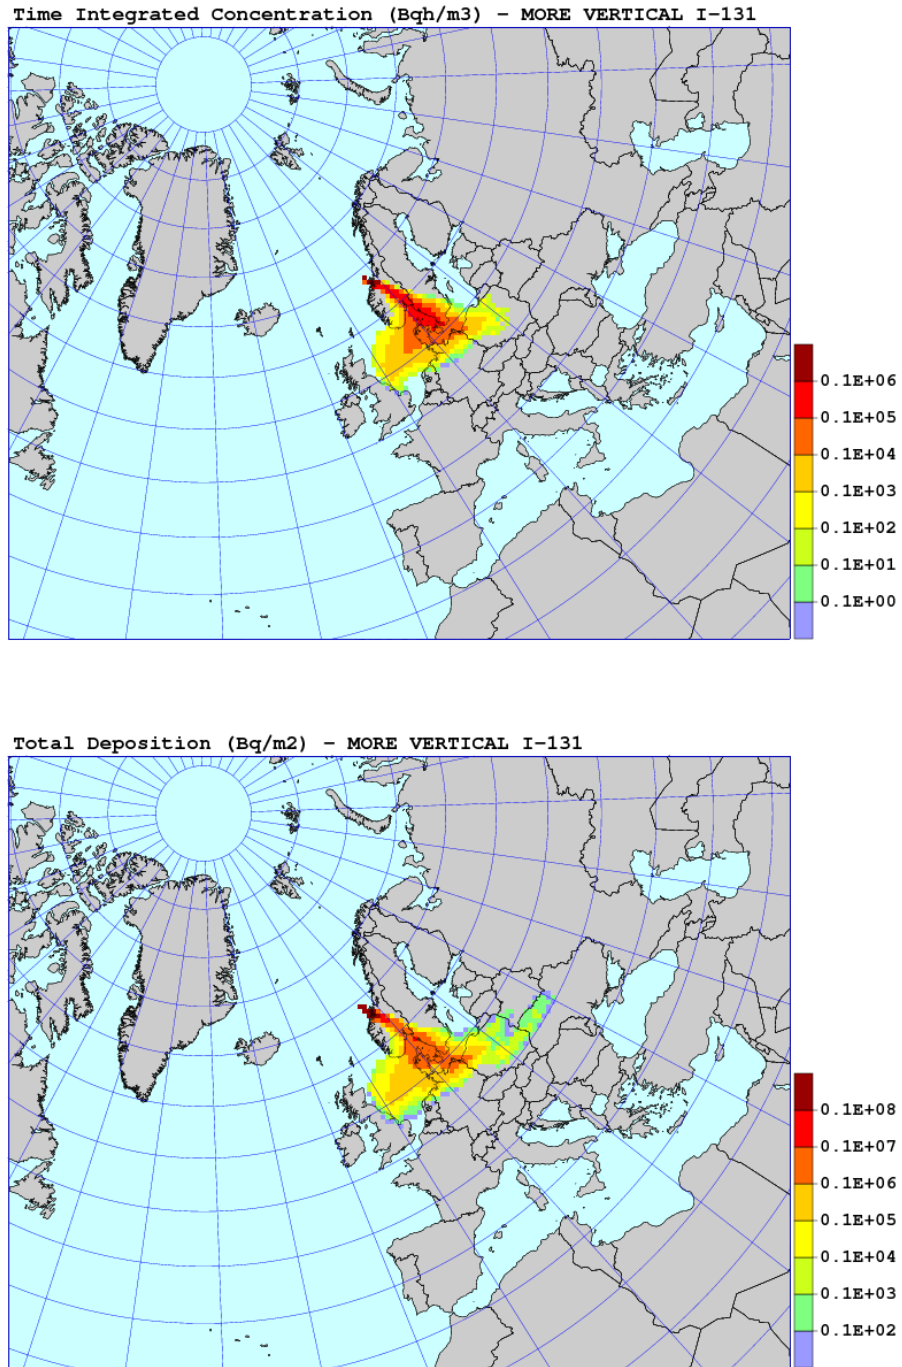 Time Integrated Concentration (Bqh/m3) – MORE VERTICAL I–131
0.1E+06
0.1E+05
0.1E+04
0.1E+03
0.1E+02
0.1E+01
0.1E+00
Total Deposition (Bq/m2) – MORE VERTICAL I–131
0.1E+08
0.1E+07
0.1E+06
0.1E+05
0.1E+04
0.1E+03
0.1E+02